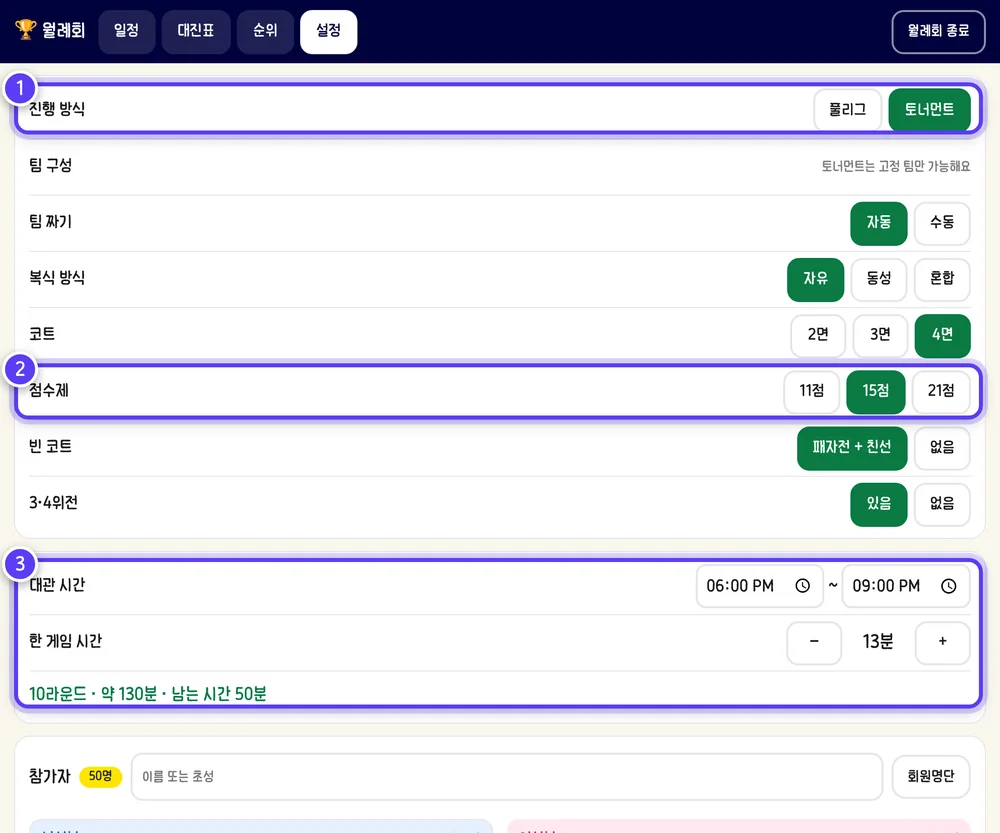 🏆 월례회 일정 대진표 순위 설정 월례회 종료
1
진행 방식 풀리그 토너먼트
팀 구성 토너먼트는 고정 팀만 가능해요
팀 짜기 자동 수동
복식 방식 자유 동성 혼합
코트 2면 3면 4면
2
점수제 11점 15점 21점
빈 코트 패자전 + 친선 없음
3·4위전 있음 없음
3
대관 시간 06:00 PM ~ 09:00 PM
한 게임 시간 − 13분 +
10라운드 · 약 130분 · 남는 시간 50분
참가자 50명 이름 또는 초성 회원명단